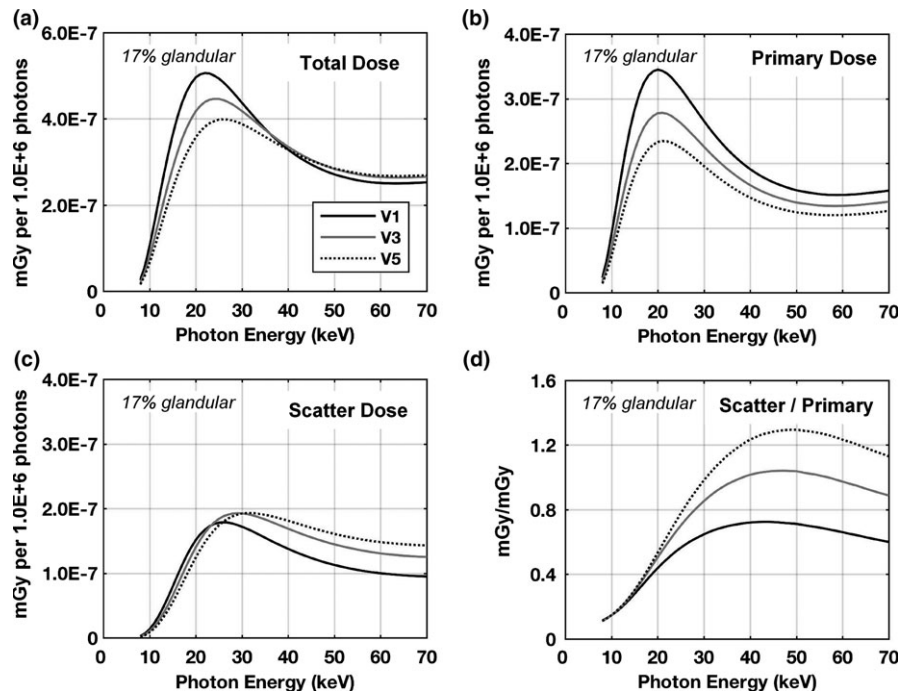 (a)
6.0E-7
4.0E-7
2.0E-7
0
mGy per 1.0E+6 photons
17% glandular
Total Dose
V1
V3
V5
0 10 20 30 40 50 60 70
Photon Energy (keV)
(b)
4.0E-7
3.0E-7
2.0E-7
1.0E-7
0
mGy per 1.0E+6 photons
17% glandular
Primary Dose
0 10 20 30 40 50 60 70
Photon Energy (keV)
(c)
4.0E-7
3.0E-7
2.0E-7
1.0E-7
0
mGy per 1.0E+6 photons
17% glandular
Scatter Dose
0 10 20 30 40 50 60 70
Photon Energy (keV)
(d)
1.6
1.2
0.8
0.4
0
mGy/mGy
17% glandular
Scatter / Primary
0 10 20 30 40 50 60 70
Photon Energy (keV)